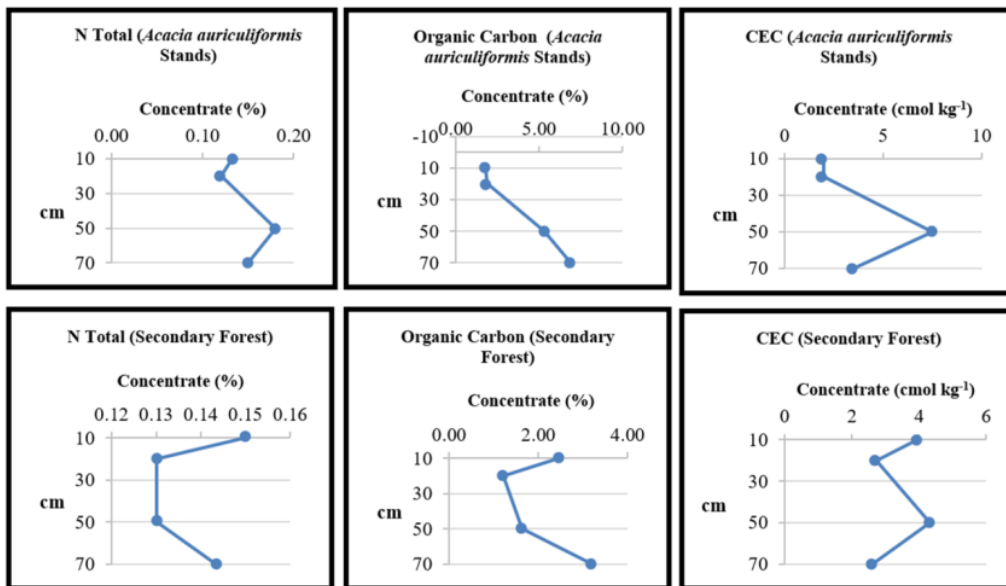 N Total (Acacia auriculiformis
Stands)
Concentrate (%)
0.00 0.10 0.20
10
30
cm
50
70
Organic Carbon (Acacia
auriculiformis Stands)
Concentrate (%)
-10 0.00 5.00 10.00
10
30
cm
50
70
CEC (Acacia auriculiformis
Stands)
Concentrate (cmol kg⁻¹)
0 5 10
10
30
cm
50
70
N Total (Secondary Forest)
Concentrate (%)
0.12 0.13 0.14 0.15 0.16
10
30
cm
50
70
Organic Carbon (Secondary
Forest)
Concentrate (%)
0.00 2.00 4.00
10
30
cm
50
70
CEC (Secondary Forest)
Concentrate (cmol kg⁻¹)
0 2 4 6
10
30
cm
50
70